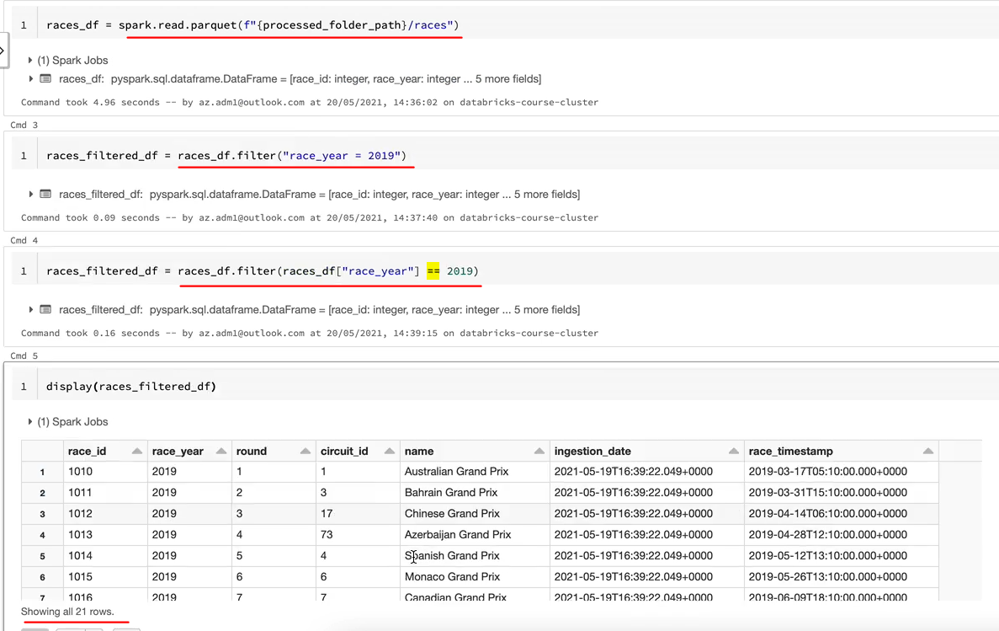 1 races_df = spark.read.parquet(f"{processed_folder_path}/races")
(1) Spark Jobs
races_df: pyspark.sql.dataframe.DataFrame = [race_id: integer, race_year: integer ... 5 more fields]
Command took 4.96 seconds -- by az.adm1@outlook.com at 20/05/2021, 14:36:02 on databricks-course-cluster
Cmd 3
1 races_filtered_df = races_df.filter("race_year = 2019")
races_filtered_df: pyspark.sql.dataframe.DataFrame = [race_id: integer, race_year: integer ... 5 more fields]
Command took 0.09 seconds -- by az.adm1@outlook.com at 20/05/2021, 14:37:40 on databricks-course-cluster
Cmd 4
1 races_filtered_df = races_df.filter(races_df["race_year"] == 2019)
races_filtered_df: pyspark.sql.dataframe.DataFrame = [race_id: integer, race_year: integer ... 5 more fields]
Command took 0.16 seconds -- by az.adm1@outlook.com at 20/05/2021, 14:39:15 on databricks-course-cluster
Cmd 5
1 display(races_filtered_df)
(1) Spark Jobs
race_id race_year round circuit_id name ingestion_date race_timestamp
1 1010 2019 1 1 Australian Grand Prix 2021-05-19T16:39:22.049+0000 2019-03-17T05:10:00.000+0000
2 1011 2019 2 3 Bahrain Grand Prix 2021-05-19T16:39:22.049+0000 2019-03-31T15:10:00.000+0000
3 1012 2019 3 17 Chinese Grand Prix 2021-05-19T16:39:22.049+0000 2019-04-14T06:10:00.000+0000
4 1013 2019 4 73 Azerbaijan Grand Prix 2021-05-19T16:39:22.049+0000 2019-04-28T12:10:00.000+0000
5 1014 2019 5 4 Spanish Grand Prix 2021-05-19T16:39:22.049+0000 2019-05-12T13:10:00.000+0000
6 1015 2019 6 6 Monaco Grand Prix 2021-05-19T16:39:22.049+0000 2019-05-26T13:10:00.000+0000
7 1016 2019 7 7 Canadian Grand Prix 2021-05-19T16:39:22.049+0000 2019-06-09T18:10:00.000+0000
Showing all 21 rows.